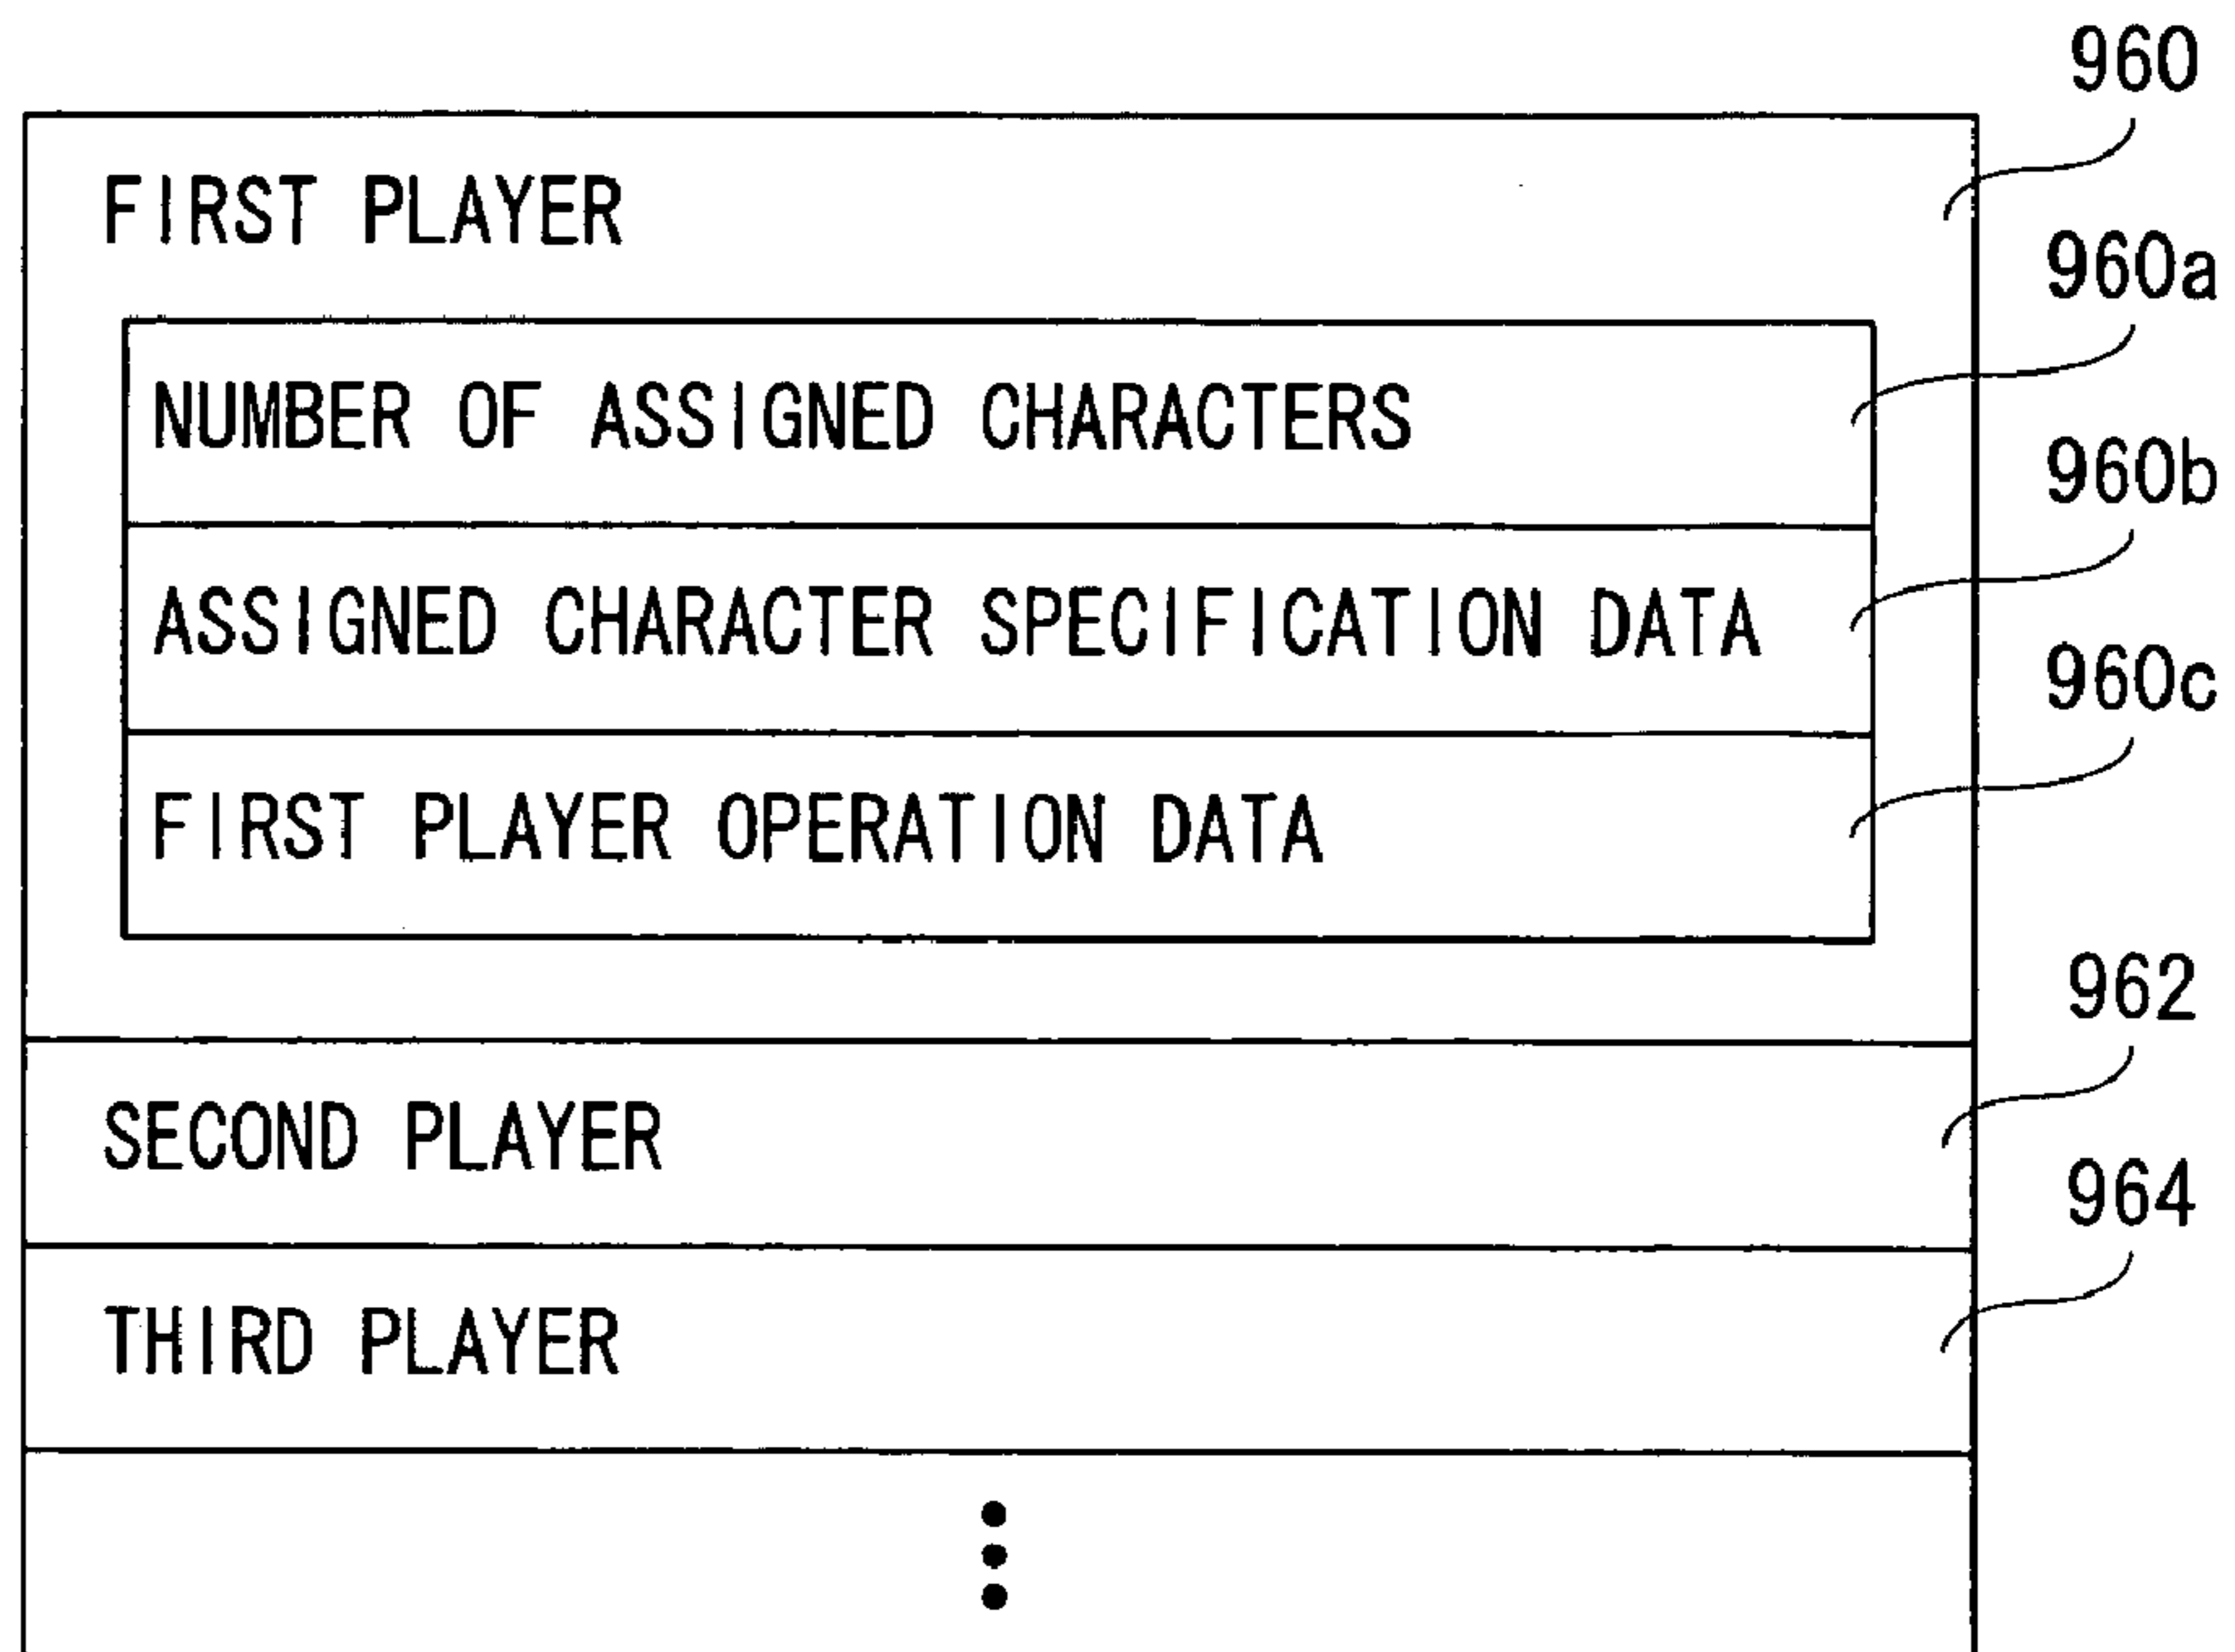 960
FIRST PLAYER
960a
NUMBER OF ASSIGNED CHARACTERS
960b
ASSIGNED CHARACTER SPECIFICATION DATA
960c
FIRST PLAYER OPERATION DATA
962
SECOND PLAYER
964
THIRD PLAYER